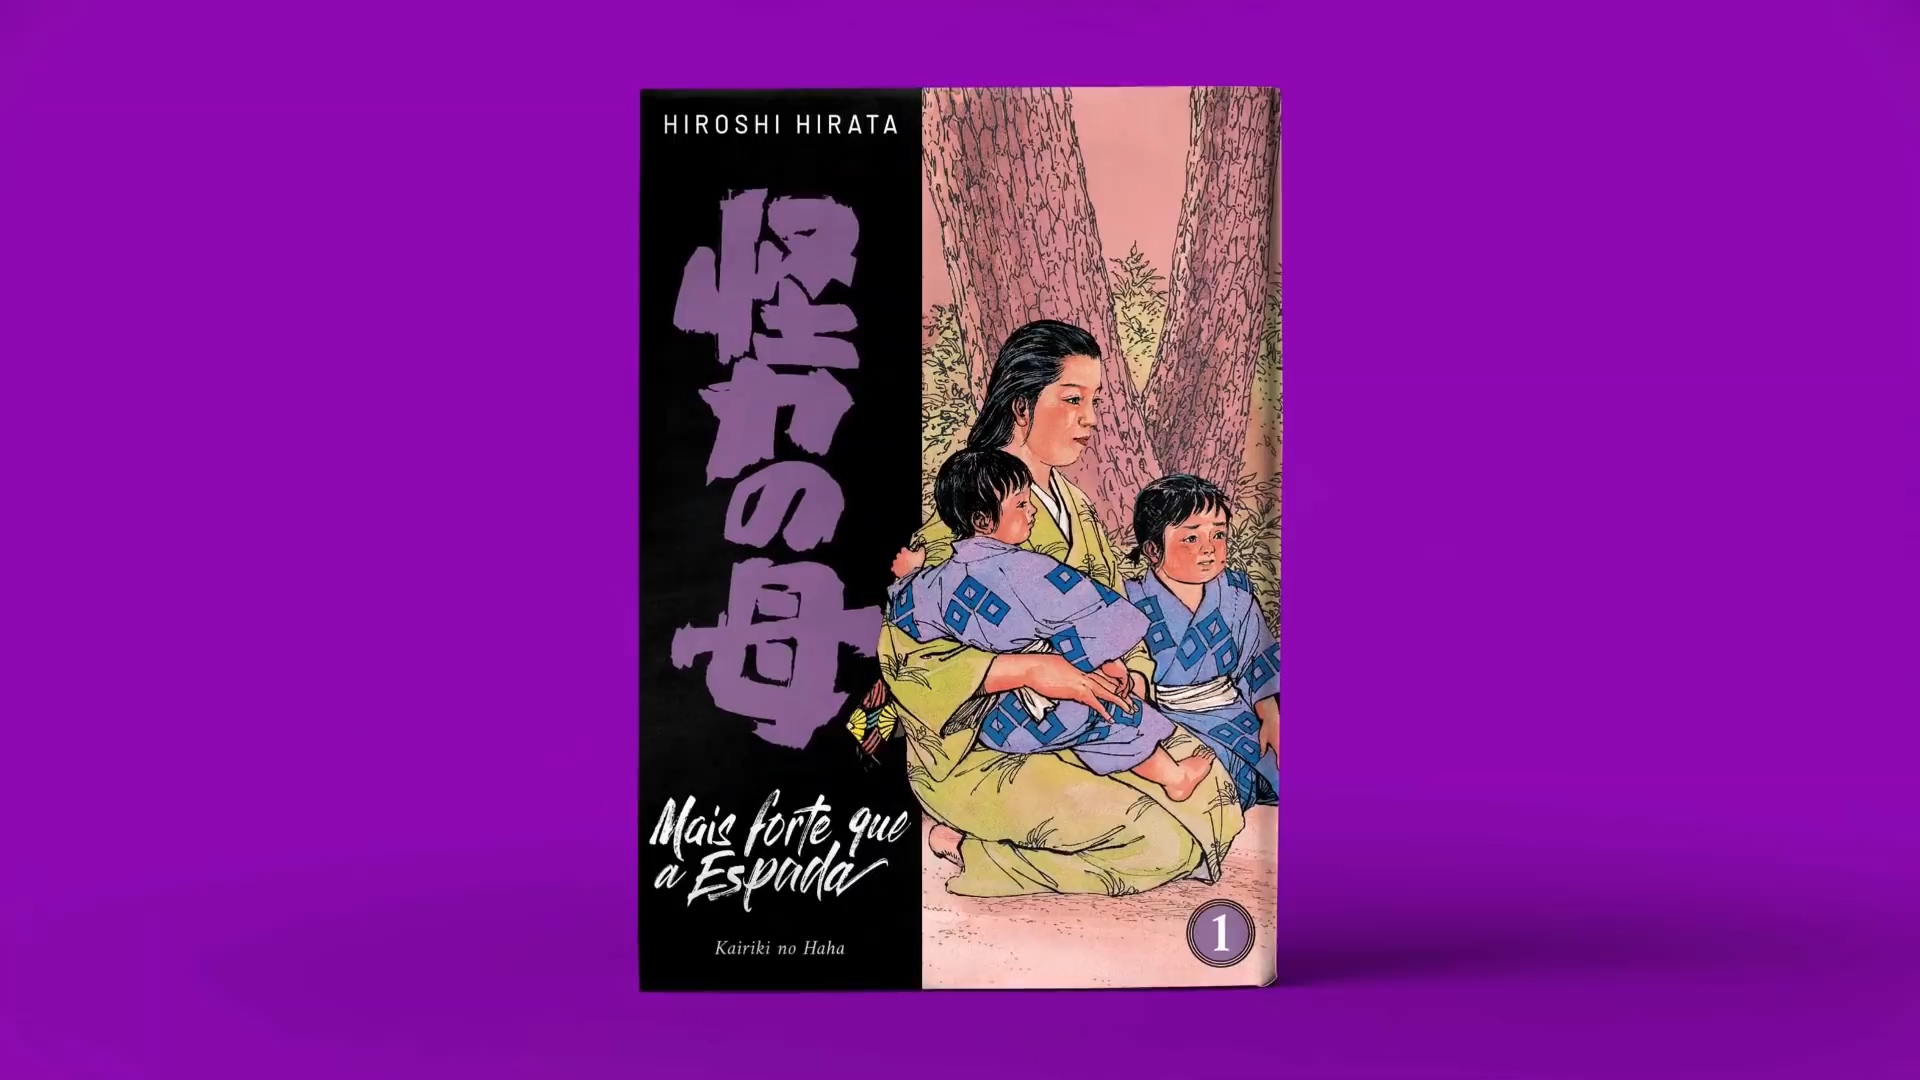 HIROSHI HIRATA
怪力の母
Mais forte que
a Espada
Kairiki no Haha
1